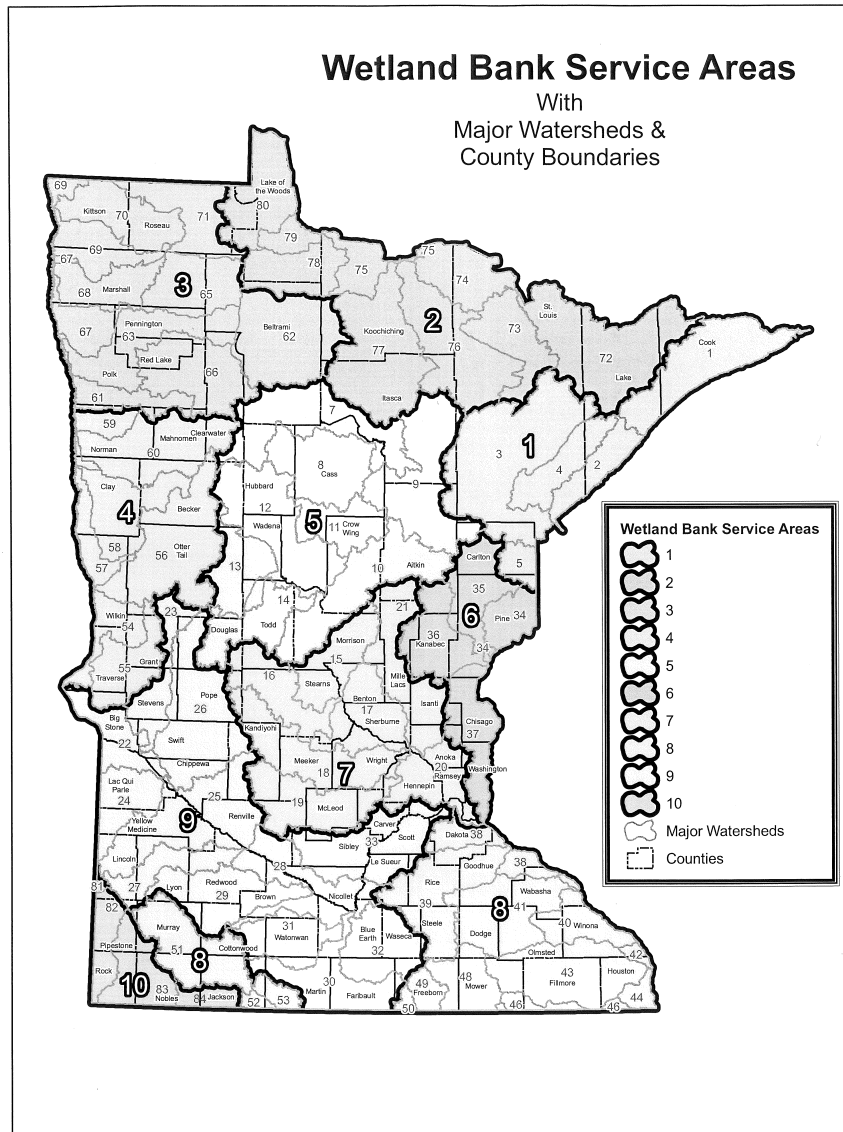 Wetland Bank Service Areas
With
Major Watersheds &
County Boundaries
69
Lake of
the Woods
80
Kittson
70
Roseau
71
79
69
78
75
75
74
67
3
68
Marshall
65
St.
Louis
Cook
1
67
Pennington
63
Beltrami
62
Koochiching
2
73
77
76
72
Red Lake
66
Polk
Lake
61
Itasca
7
59
Clearwater
Mahnomen
Norman
60
1
3
8
Cass
4
2
Clay
Hubbard
9
4
Becker
12
5
11
Crow
Wing
Wadena
58
Otter
Tail
56
57
13
10
Aitkin
Carlton
5
35
14
23
21
6
Wilkin
54
Todd
Pine
34
Douglas
36
Kanabec
Morrison
34
15
Grant
55
Traverse
16
Mille
Lacs
Stearns
Pope
26
Stevens
Benton
17
Isanti
Big
Stone
Sherburne
Chisago
37
22
Swift
Kandiyohi
Anoka
20
Ramsey
Washington
Chippewa
Meeker
18
7
Wright
Hennepin
Lac Qui
Parle
24
25
19
McLeod
Renville
9
Carver
Yellow
Medicine
33
Scott
Dakota
38
Sibley
Le Sueur
Goodhue
38
Lincoln
28
81
27
Lyon
Redwood
29
Brown
Nicollet
Rice
Wabasha
82
39
8
41
Murray
31
Watonwan
Blue
Earth
32
Waseca
Steele
40
Winona
Dodge
Pipestone
51
8
Cottonwood
Olmsted
42
Rock
10
83
Nobles
84
Jackson
52
53
Martin
30
Faribault
49
Freeborn
48
Mower
43
Fillmore
Houston
44
50
46
46
Wetland Bank Service Areas
1
2
3
4
5
6
7
8
9
10
Major Watersheds
Counties